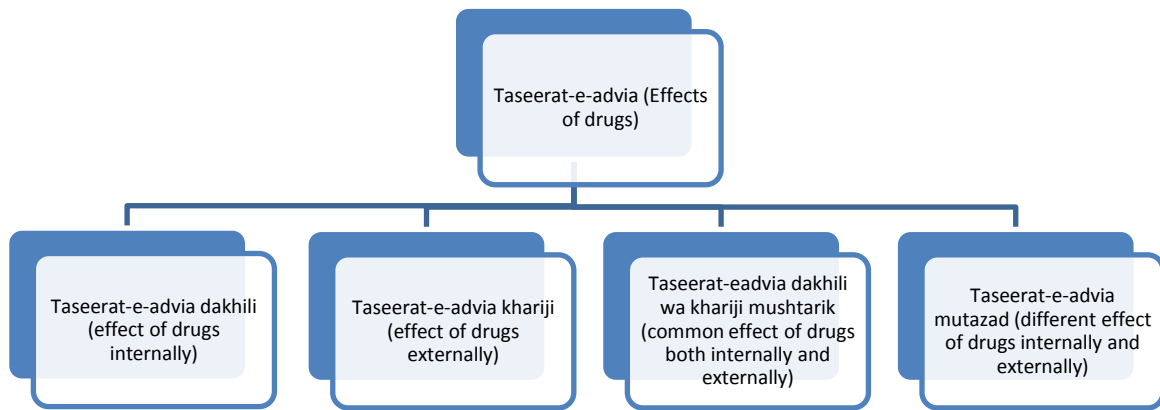 Taseerat-e-advia (Effects
of drugs)
Taseerat-e-advia dakhili
(effect of drugs
internally)
Taseerat-e-advia khariji
(effect of drugs
externally)
Taseerat-eadvia dakhili
wa khariji mushtarik
(common effect of drugs
both internally and
externally)
Taseerat-e-advia
mutazad (different effect
of drugs internally and
externally)